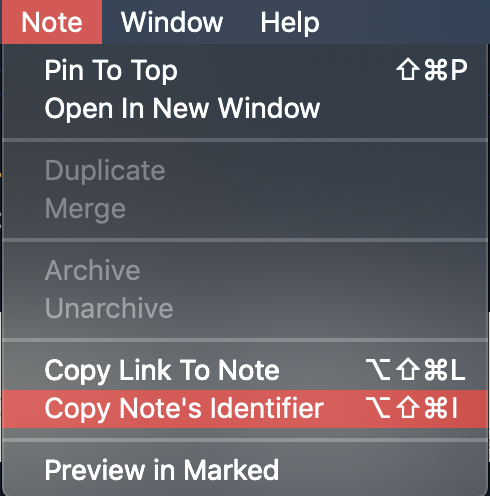 Note Window Help
Pin To Top ⇧⌘P
Open In New Window
Duplicate
Merge
Archive
Unarchive
Copy Link To Note ⌥⇧⌘L
Copy Note's Identifier ⌥⇧⌘I
Preview in Marked